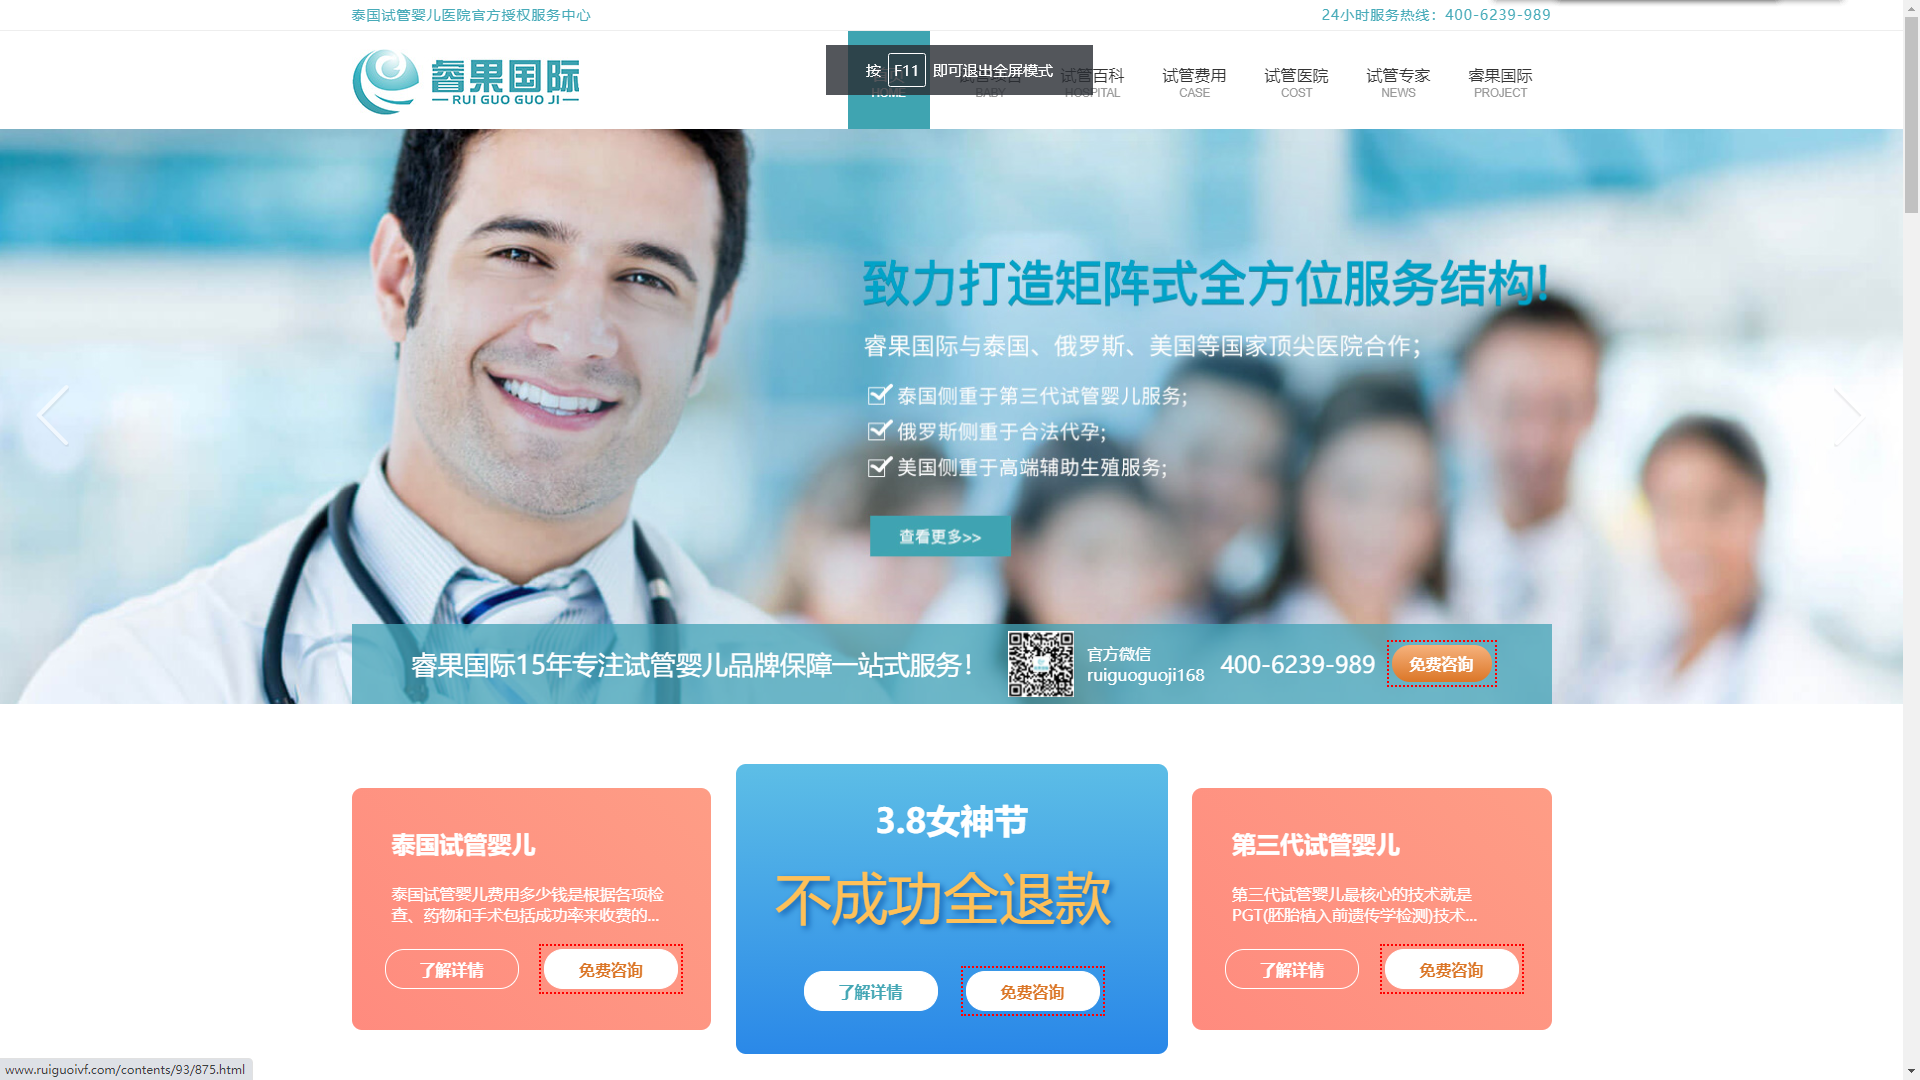 泰国试管婴儿医院官方授权服务中心
24小时服务热线：400-6239-989
睿果国际
RUI GUO GUO JI
按 F11 即可退出全屏模式
HOME
BABY
试管百科
HOSPITAL
试管费用
CASE
试管医院
COST
试管专家
NEWS
睿果国际
PROJECT
致力打造矩阵式全方位服务结构!
睿果国际与泰国、俄罗斯、美国等国家顶尖医院合作；
泰国侧重于第三代试管婴儿服务;
俄罗斯侧重于合法代孕;
美国侧重于高端辅助生殖服务;
查看更多>>
睿果国际15年专注试管婴儿品牌保障一站式服务！
官方微信
ruiguoguoji168
400-6239-989
免费咨询
泰国试管婴儿
泰国试管婴儿费用多少钱是根据各项检
查、药物和手术包括成功率来收费的...
了解详情
免费咨询
3.8女神节
不成功全退款
了解详情
免费咨询
第三代试管婴儿
第三代试管婴儿最核心的技术就是
PGT(胚胎植入前遗传学检测)技术...
了解详情
免费咨询
www.ruiguoivf.com/contents/93/875.html